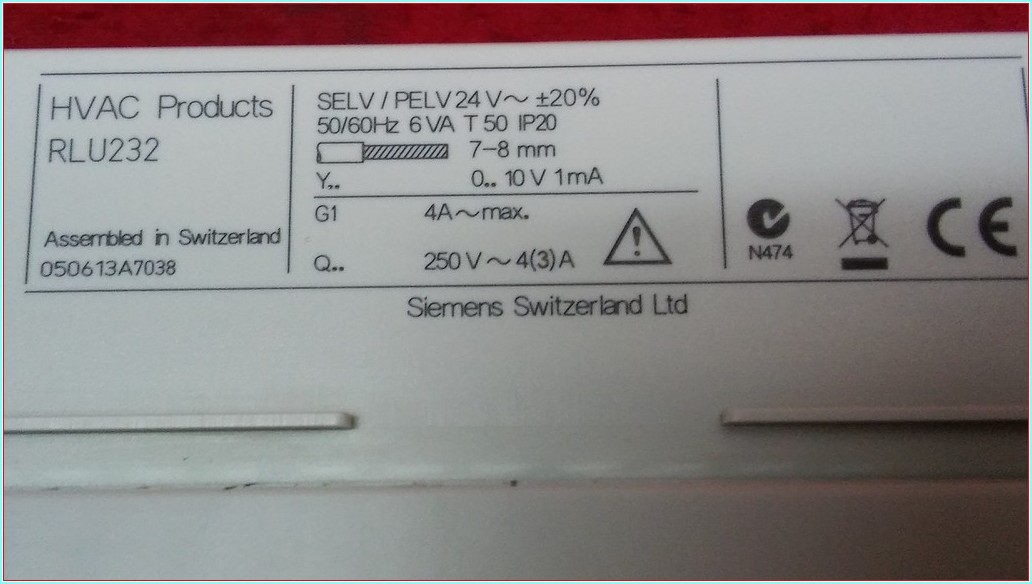 HVAC Products
RLU232
Assembled in Switzerland
050613A7038
SELV / PELV 24 V~ ±20%
50/60Hz 6 VA T 50 IP20
7–8 mm
Y... 0... 10 V 1mA
G1 4A~max.
Q... 250 V~ 4(3) A
N474
CE
Siemens Switzerland Ltd